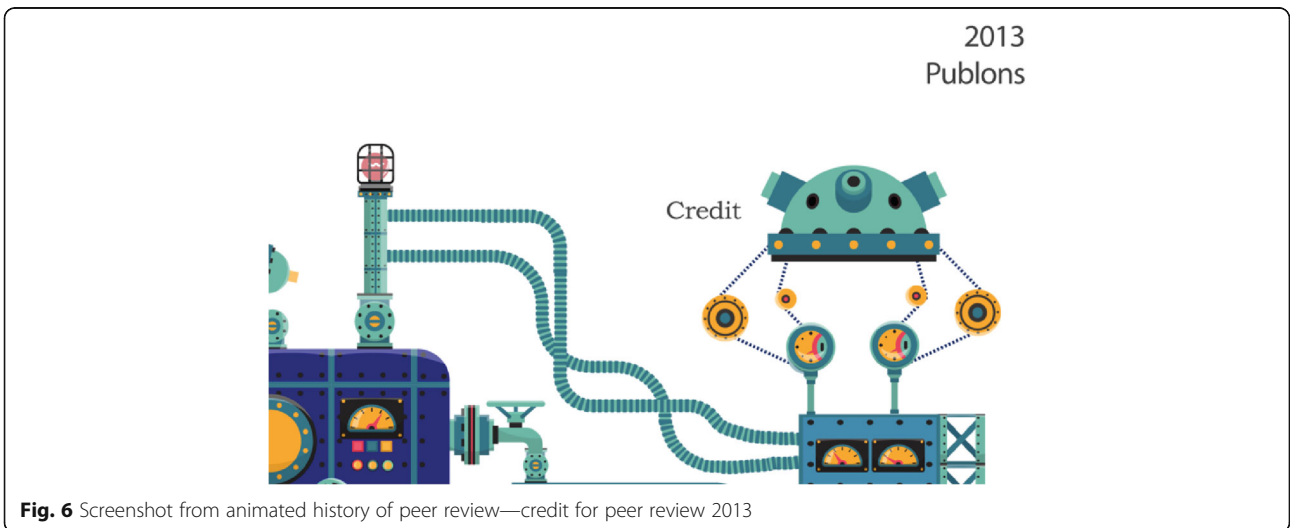 2013
Publons
Credit
Fig. 6 Screenshot from animated history of peer review—credit for peer review 2013